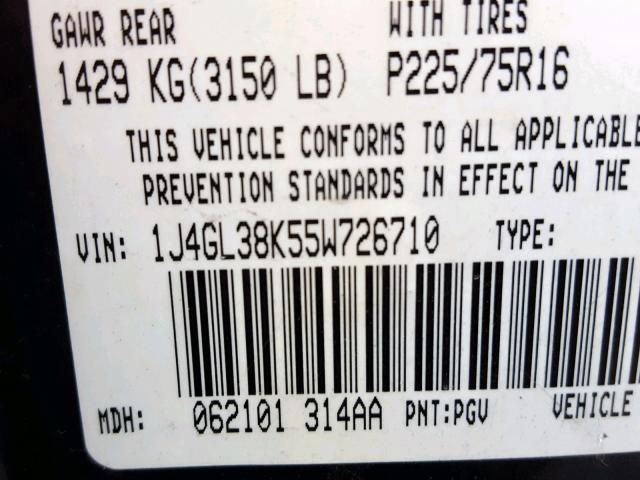 GAWR REAR WITH TIRES
1429 KG(3150 LB) P225/75R16
THIS VEHICLE CONFORMS TO ALL APPLICABLE
PREVENTION STANDARDS IN EFFECT ON THE
VIN: 1J4GL38K55W726710 TYPE:
MDH: 062101 314AA PNT:PGV VEHICLE